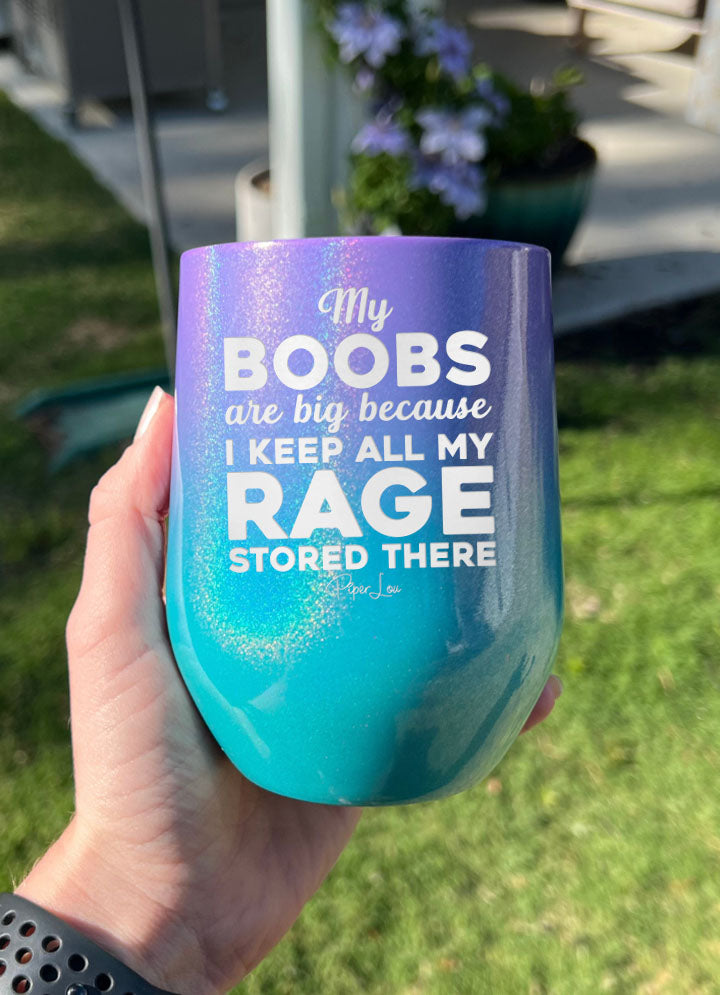 My
BOOBS
are big because
I KEEP ALL MY
RAGE
STORED THERE
Piper Lou